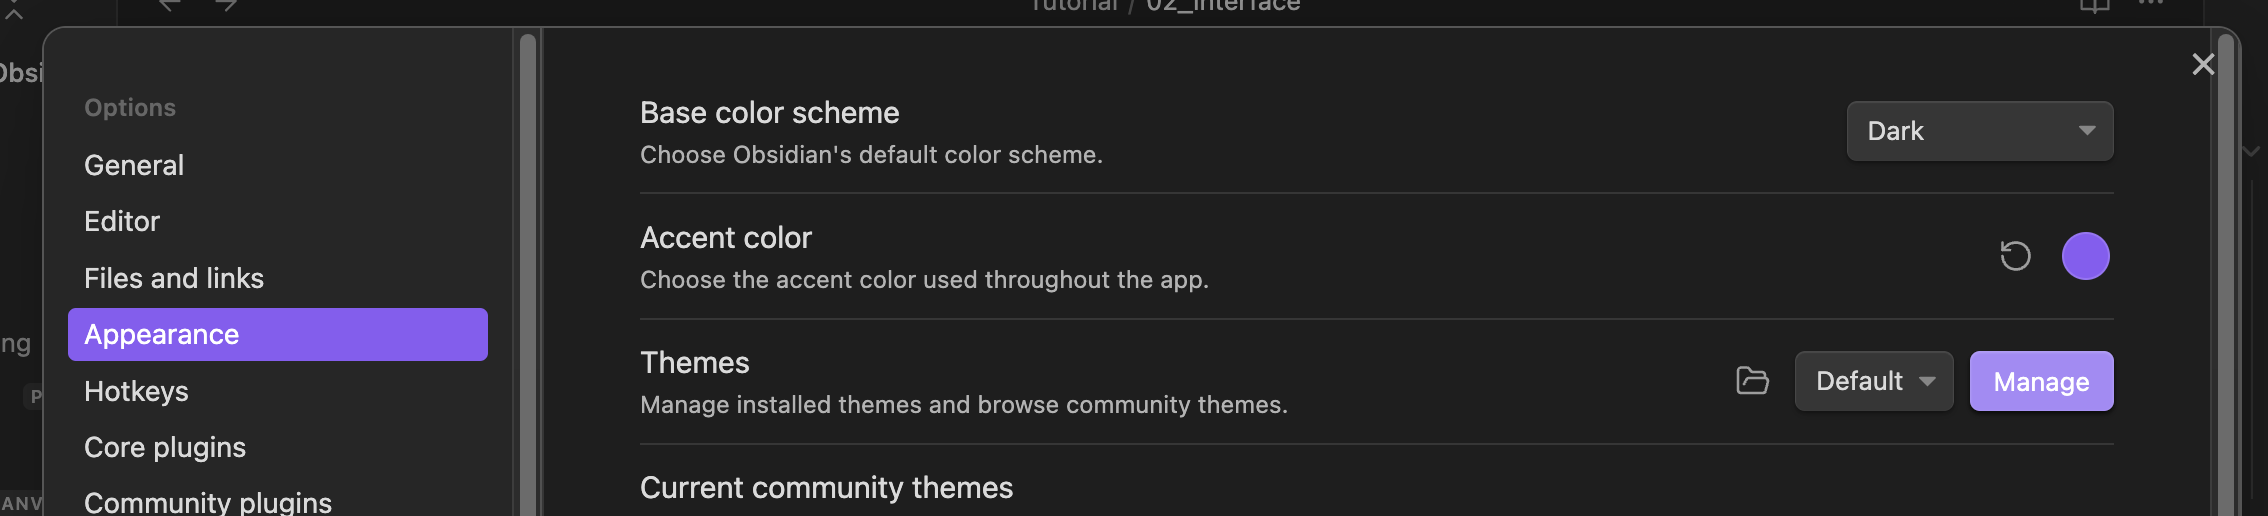 Tutorial / 02_interface
Options
General
Editor
Files and links
Appearance
Hotkeys
Core plugins
Community plugins
Base color scheme
Choose Obsidian's default color scheme.
Dark
Accent color
Choose the accent color used throughout the app.
Themes
Manage installed themes and browse community themes.
Default
Manage
Current community themes